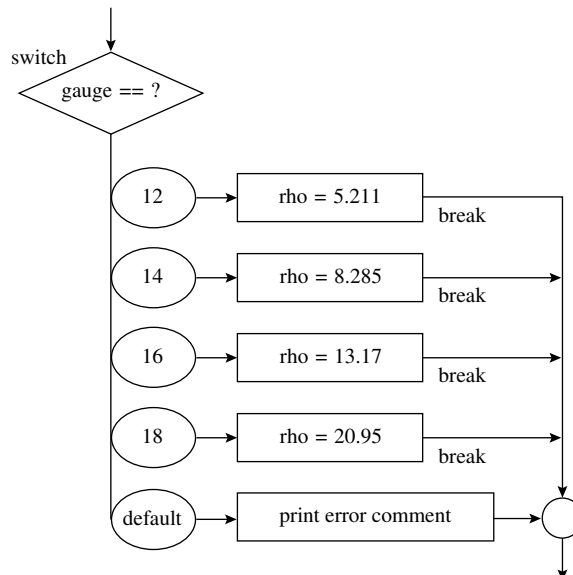 switch
gauge == ?
12
rho = 5.211
break
14
rho = 8.285
break
16
rho = 13.17
break
18
rho = 20.95
break
default
print error comment